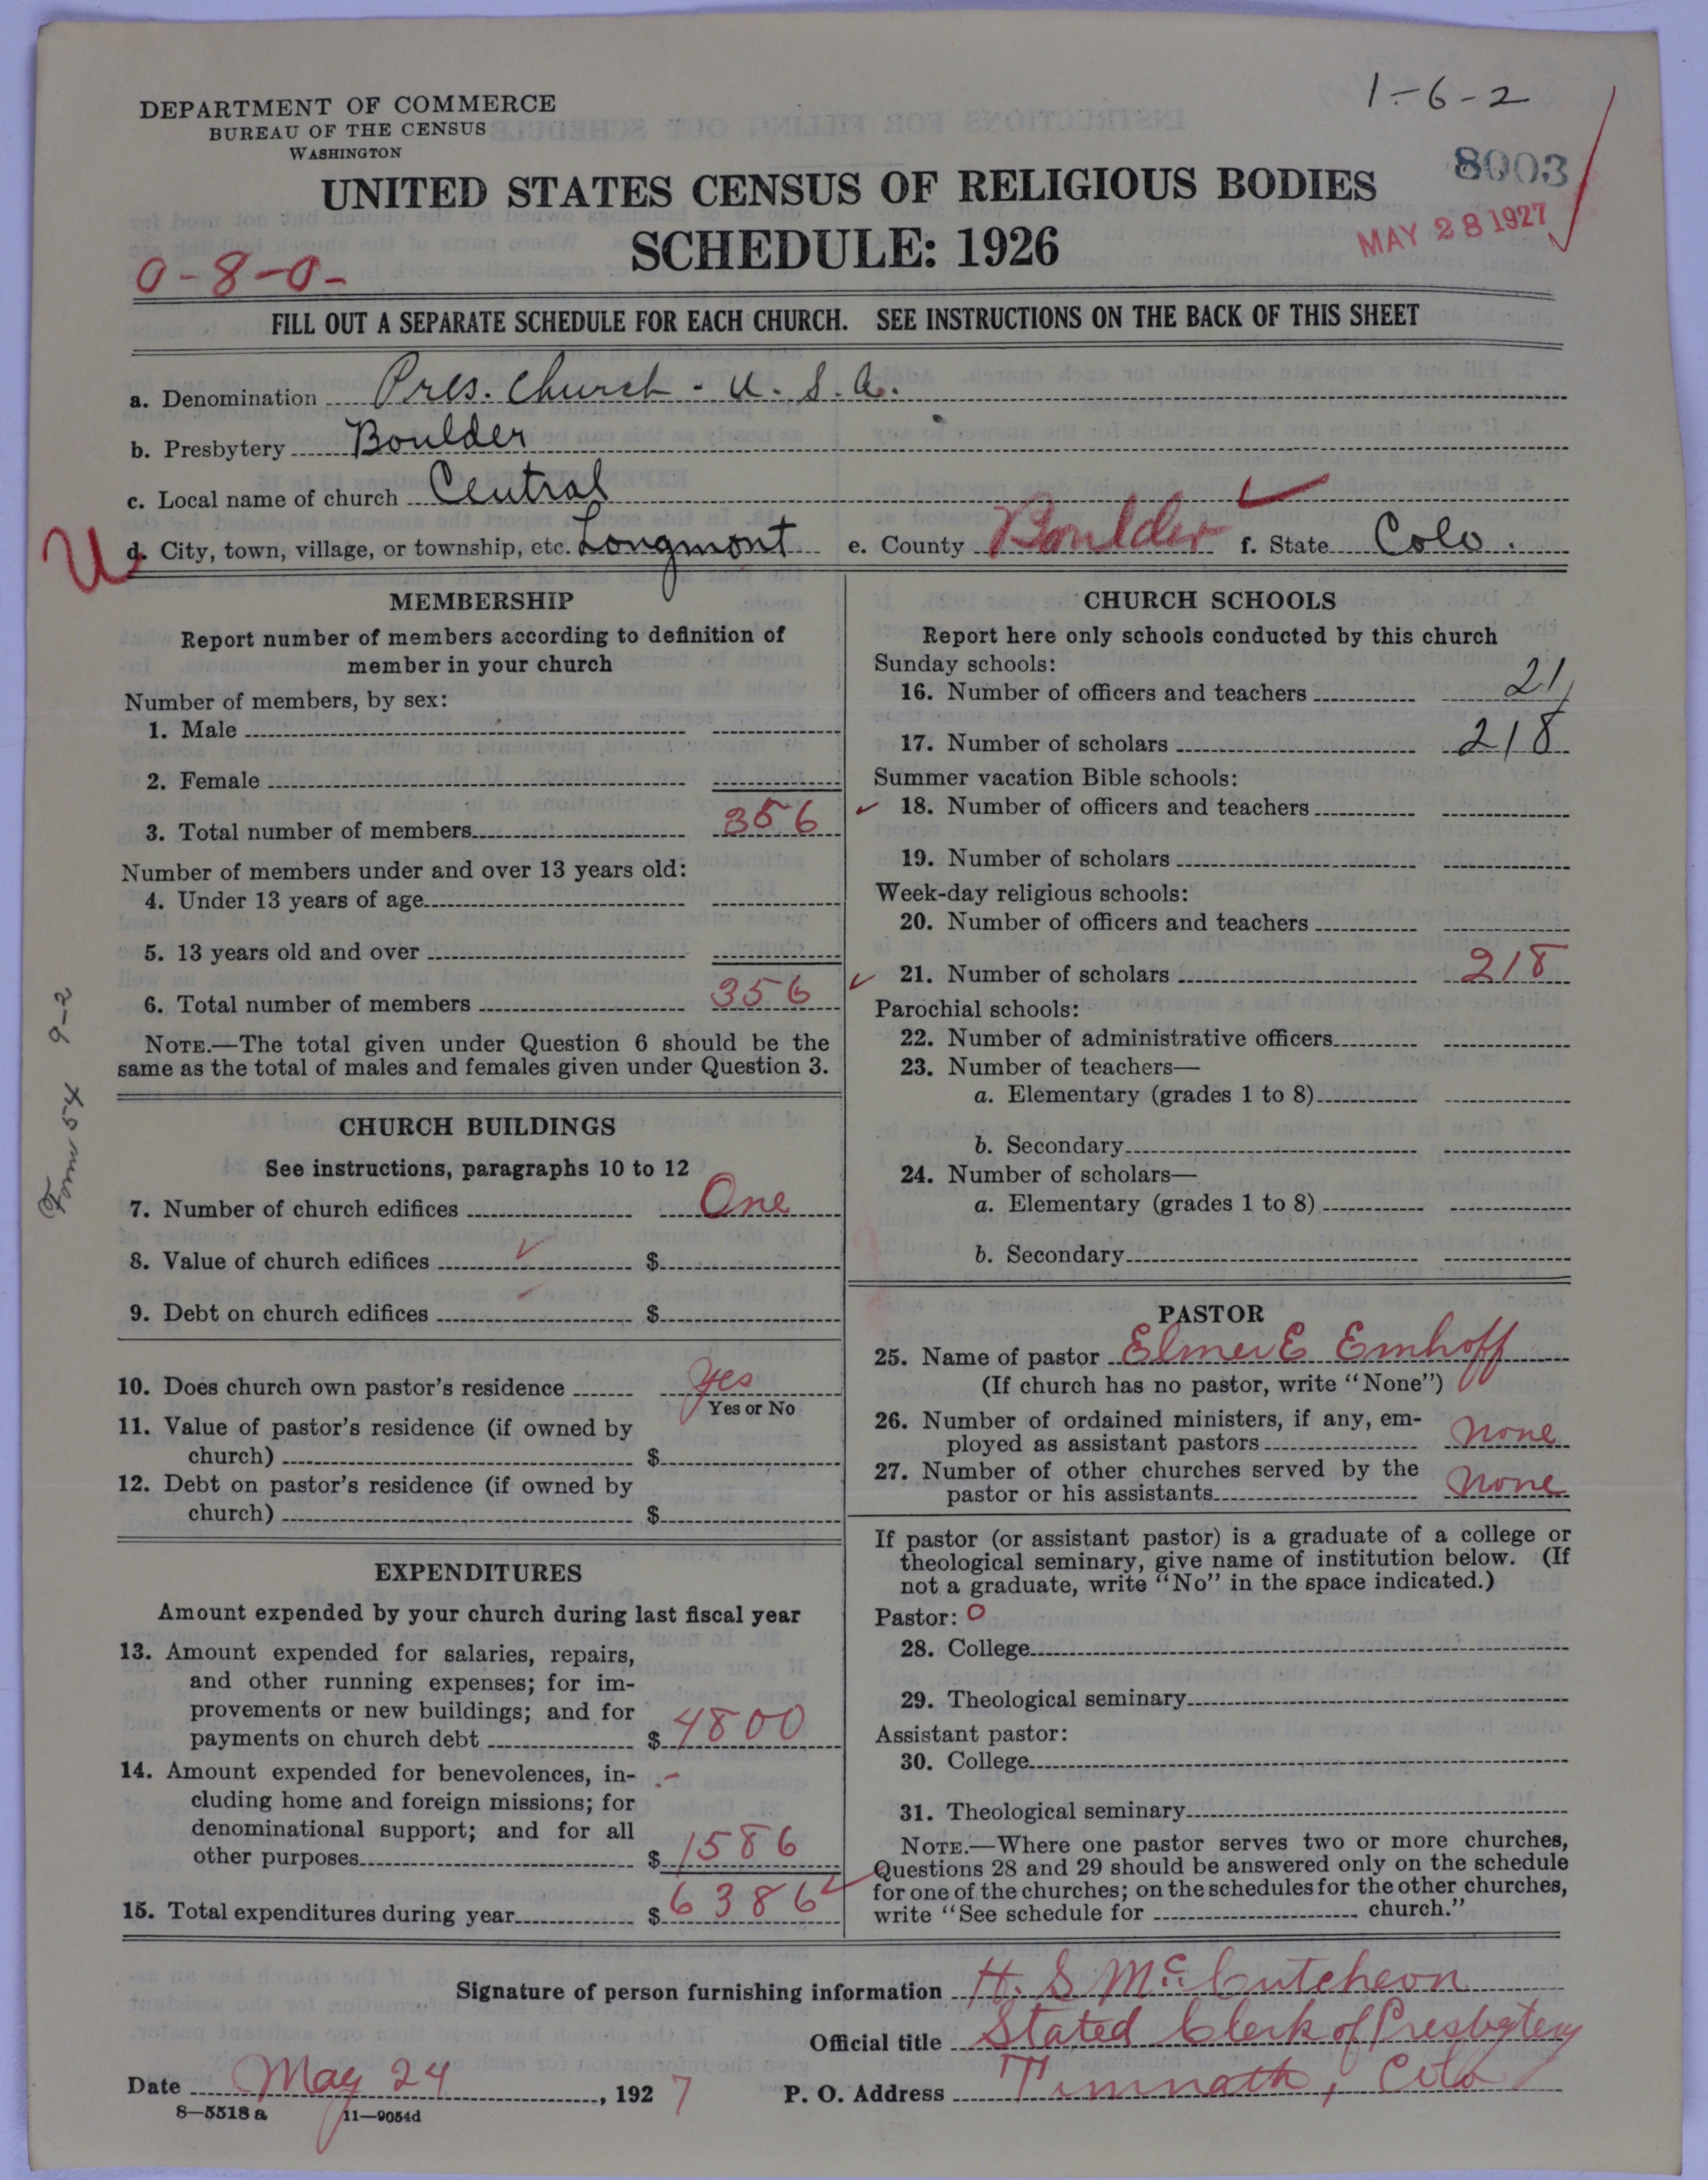 1-6-2
DEPARTMENT OF COMMERCE
BUREAU OF THE CENSUS
WASHINGTON
8003
UNITED STATES CENSUS OF RELIGIOUS BODIES
SCHEDULE: 1926
MAY 28 1927
0-8-0-
FILL OUT A SEPARATE SCHEDULE FOR EACH CHURCH. SEE INSTRUCTIONS ON THE BACK OF THIS SHEET
a. Denomination Pres. Church - U. S. A.
b. Presbytery Boulder
c. Local name of church Central
U
d. City, town, village, or township, etc. Longmont e. County Boulder f. State Colo.
MEMBERSHIP
Report number of members according to definition of
member in your church
Number of members, by sex:
1. Male
2. Female
3. Total number of members 356
Number of members under and over 13 years old:
4. Under 13 years of age
5. 13 years old and over
6. Total number of members 356
NOTE.—The total given under Question 6 should be the
same as the total of males and females given under Question 3.
Form 54 9-2
CHURCH BUILDINGS
See instructions, paragraphs 10 to 12
7. Number of church edifices One
8. Value of church edifices $
9. Debt on church edifices $
10. Does church own pastor's residence Yes
Yes or No
11. Value of pastor's residence (if owned by
church) $
12. Debt on pastor's residence (if owned by
church) $
EXPENDITURES
Amount expended by your church during last fiscal year
13. Amount expended for salaries, repairs,
and other running expenses; for im-
provements or new buildings; and for
payments on church debt $ 4800
14. Amount expended for benevolences, in-
cluding home and foreign missions; for
denominational support; and for all
other purposes $ 1586
15. Total expenditures during year $ 6386
CHURCH SCHOOLS
Report here only schools conducted by this church
Sunday schools:
16. Number of officers and teachers 21
17. Number of scholars 218
Summer vacation Bible schools:
18. Number of officers and teachers
19. Number of scholars
Week-day religious schools:
20. Number of officers and teachers
21. Number of scholars 218
Parochial schools:
22. Number of administrative officers
23. Number of teachers—
a. Elementary (grades 1 to 8)
b. Secondary
24. Number of scholars—
a. Elementary (grades 1 to 8)
b. Secondary
PASTOR
25. Name of pastor Elmer E Emhoff
(If church has no pastor, write "None")
26. Number of ordained ministers, if any, em-
ployed as assistant pastors None
27. Number of other churches served by the
pastor or his assistants None
If pastor (or assistant pastor) is a graduate of a college or
theological seminary, give name of institution below. (If
not a graduate, write "No" in the space indicated.)
Pastor: 0
28. College
29. Theological seminary
Assistant pastor:
30. College
31. Theological seminary
NOTE.—Where one pastor serves two or more churches,
Questions 28 and 29 should be answered only on the schedule
for one of the churches; on the schedules for the other churches,
write "See schedule for church."
Signature of person furnishing information H. S. McCutcheon
Official title Stated Clerk of Presbytery
Date May 24, 1927 P. O. Address Timnath, Colo
8—5518 a 11—9054d